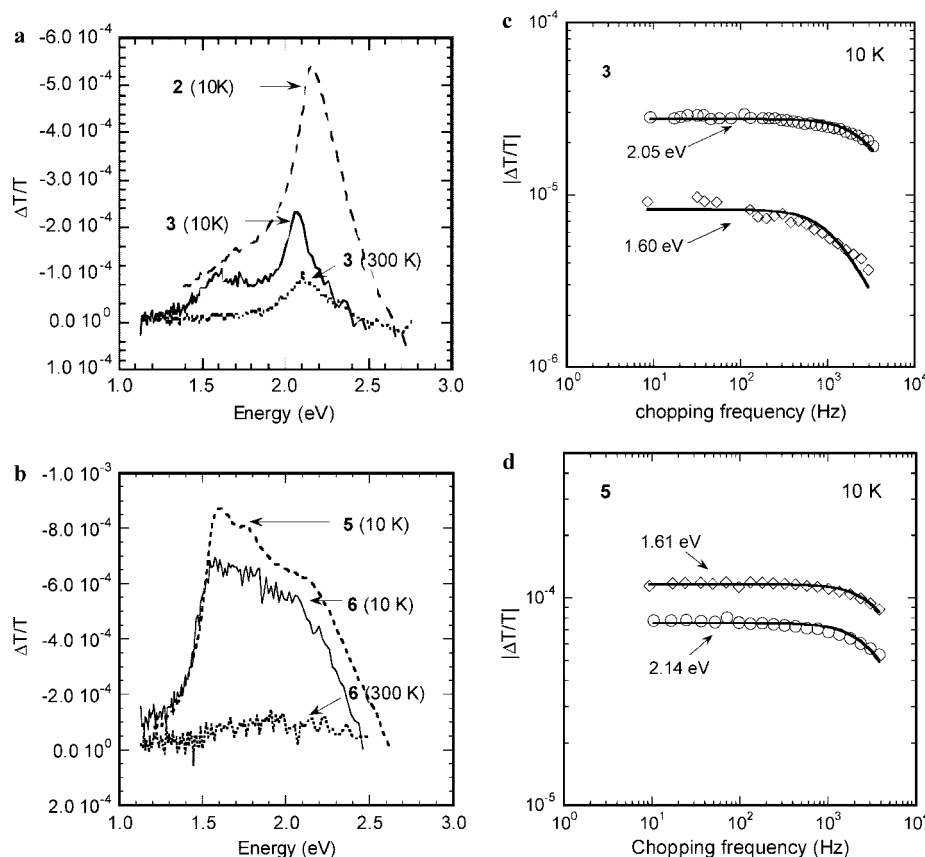 a
-6.0 10⁻⁴
-5.0 10⁻⁴
-4.0 10⁻⁴
-3.0 10⁻⁴
-2.0 10⁻⁴
-1.0 10⁻⁴
0.0 10⁰
1.0 10⁻⁴
ΔT/T
2 (10K)
3 (10K)
3 (300 K)
1.0 1.5 2.0 2.5 3.0
Energy (eV)
c
10⁻⁴
10⁻⁵
10⁻⁶
|ΔT/T|
3
10 K
2.05 eV
1.60 eV
10⁰ 10¹ 10² 10³ 10⁴
chopping frequency (Hz)
b
-1.0 10⁻³
-8.0 10⁻⁴
-6.0 10⁻⁴
-4.0 10⁻⁴
-2.0 10⁻⁴
0.0 10⁰
2.0 10⁻⁴
ΔT/T
5 (10 K)
6 (10 K)
6 (300 K)
1.0 1.5 2.0 2.5 3.0
Energy (eV)
d
10⁻⁴
10⁻⁵
|ΔT/T|
5
10 K
1.61 eV
2.14 eV
10⁰ 10¹ 10² 10³ 10⁴
Chopping frequency (Hz)